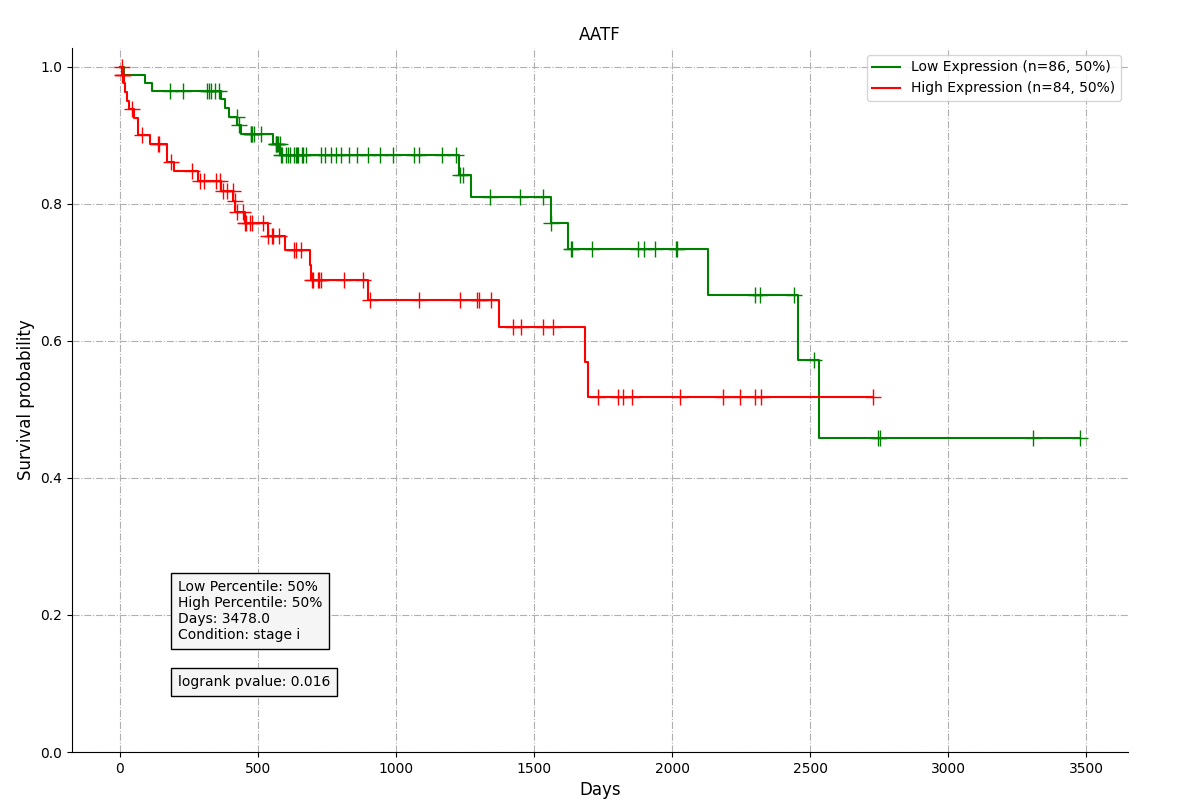 AATF
Low Expression (n=86, 50%)
High Expression (n=84, 50%)
Survival probability
1.0
0.8
0.6
0.4
0.2
0.0
Low Percentile: 50%
High Percentile: 50%
Days: 3478.0
Condition: stage i
logrank pvalue: 0.016
0 500 1000 1500 2000 2500 3000 3500
Days